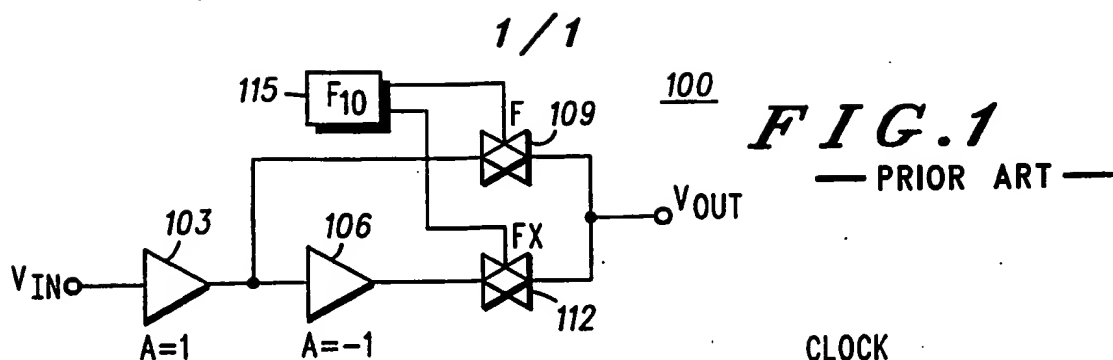 1/1
115
F10
F
109
100
FIG.1
— PRIOR ART —
VOUT
103
106
FX
VIN
112
A=1
A=-1
CLOCK